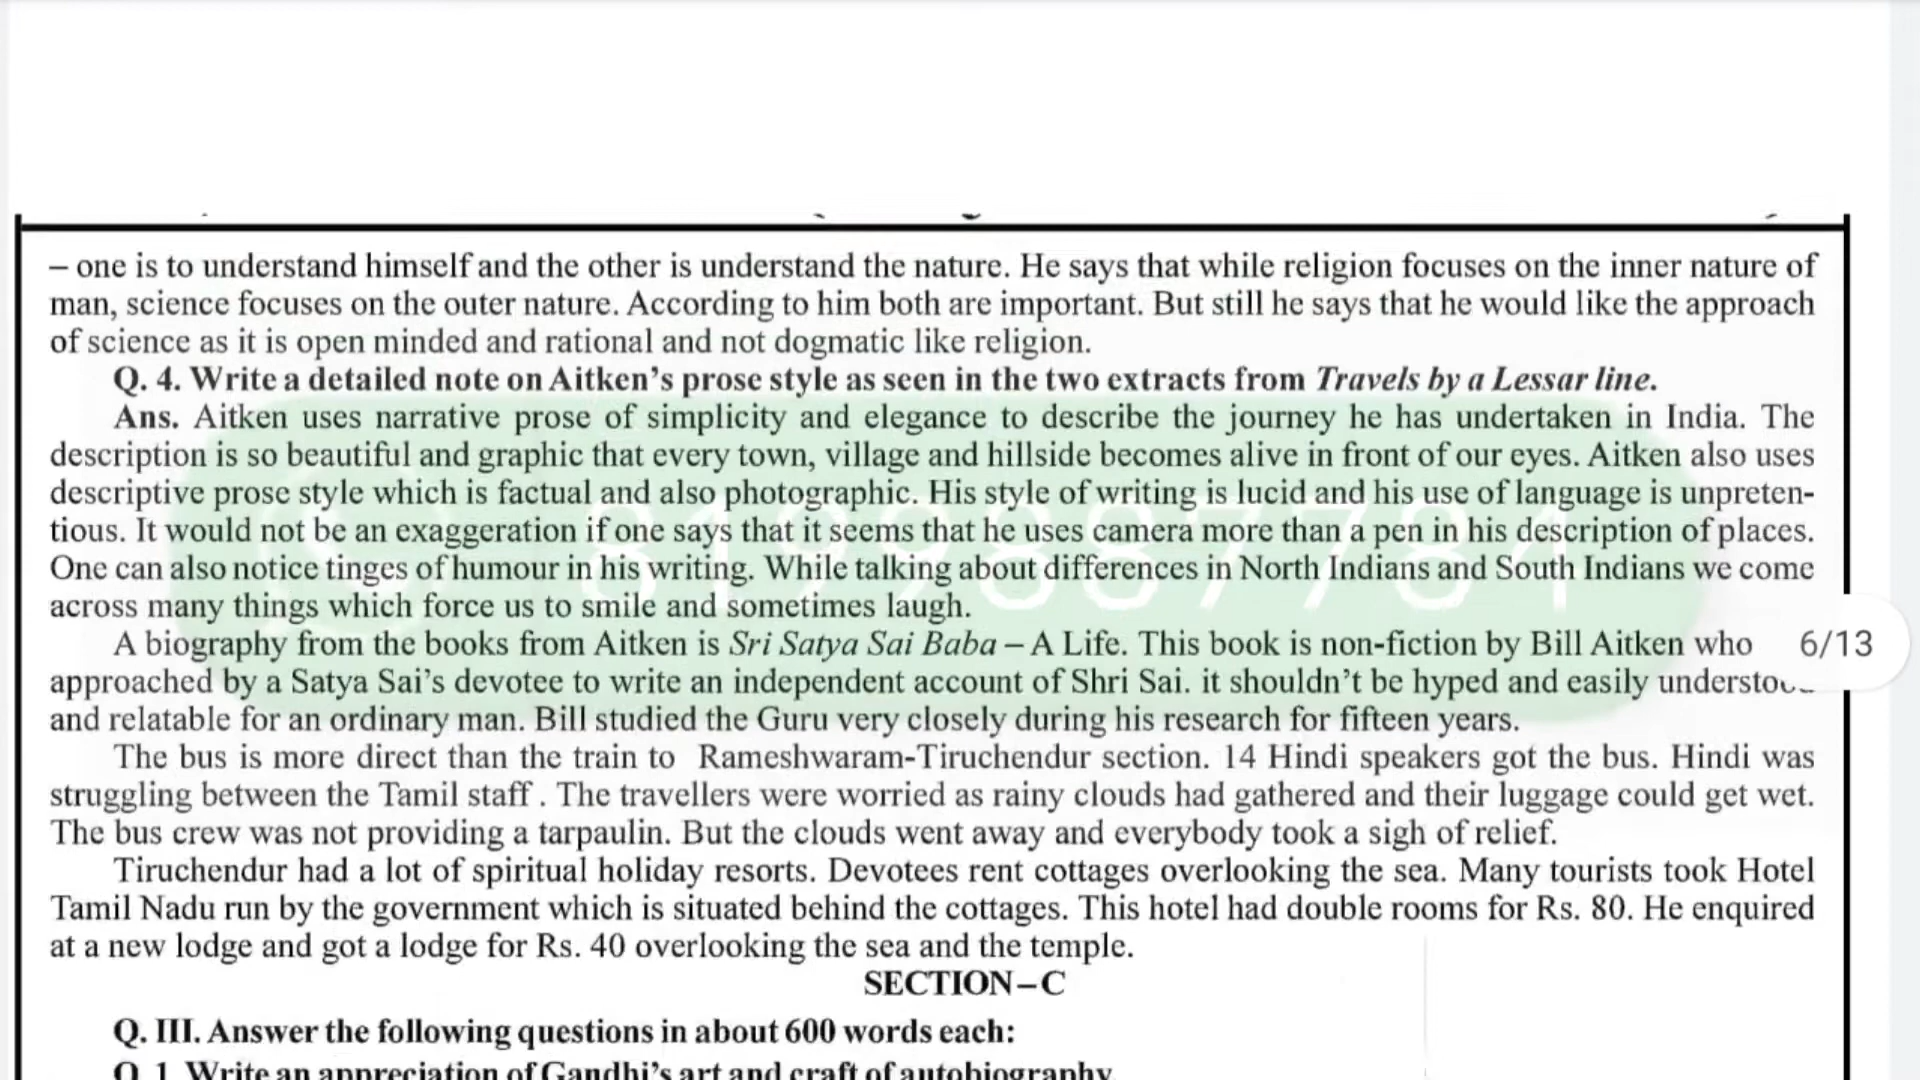 – one is to understand himself and the other is understand the nature. He says that while religion focuses on the inner nature of
man, science focuses on the outer nature. According to him both are important. But still he says that he would like the approach
of science as it is open minded and rational and not dogmatic like religion.
Q. 4. Write a detailed note on Aitken's prose style as seen in the two extracts from Travels by a Lessar line.
Ans. Aitken uses narrative prose of simplicity and elegance to describe the journey he has undertaken in India. The
description is so beautiful and graphic that every town, village and hillside becomes alive in front of our eyes. Aitken also uses
descriptive prose style which is factual and also photographic. His style of writing is lucid and his use of language is unpreten-
tious. It would not be an exaggeration if one says that it seems that he uses camera more than a pen in his description of places.
One can also notice tinges of humour in his writing. While talking about differences in North Indians and South Indians we come
across many things which force us to smile and sometimes laugh.
A biography from the books from Aitken is Sri Satya Sai Baba – A Life. This book is non-fiction by Bill Aitken who
6/13
approached by a Satya Sai's devotee to write an independent account of Shri Sai. it shouldn't be hyped and easily
and relatable for an ordinary man. Bill studied the Guru very closely during his research for fifteen years.
The bus is more direct than the train to Rameshwaram-Tiruchendur section. 14 Hindi speakers got the bus. Hindi was
struggling between the Tamil staff . The travellers were worried as rainy clouds had gathered and their luggage could get wet.
The bus crew was not providing a tarpaulin. But the clouds went away and everybody took a sigh of relief.
Tiruchendur had a lot of spiritual holiday resorts. Devotees rent cottages overlooking the sea. Many tourists took Hotel
Tamil Nadu run by the government which is situated behind the cottages. This hotel had double rooms for Rs. 80. He enquired
at a new lodge and got a lodge for Rs. 40 overlooking the sea and the temple.
SECTION–C
Q. III. Answer the following questions in about 600 words each:
Q. 1. Write an appreciation of Gandhi's art and craft of autobiography.